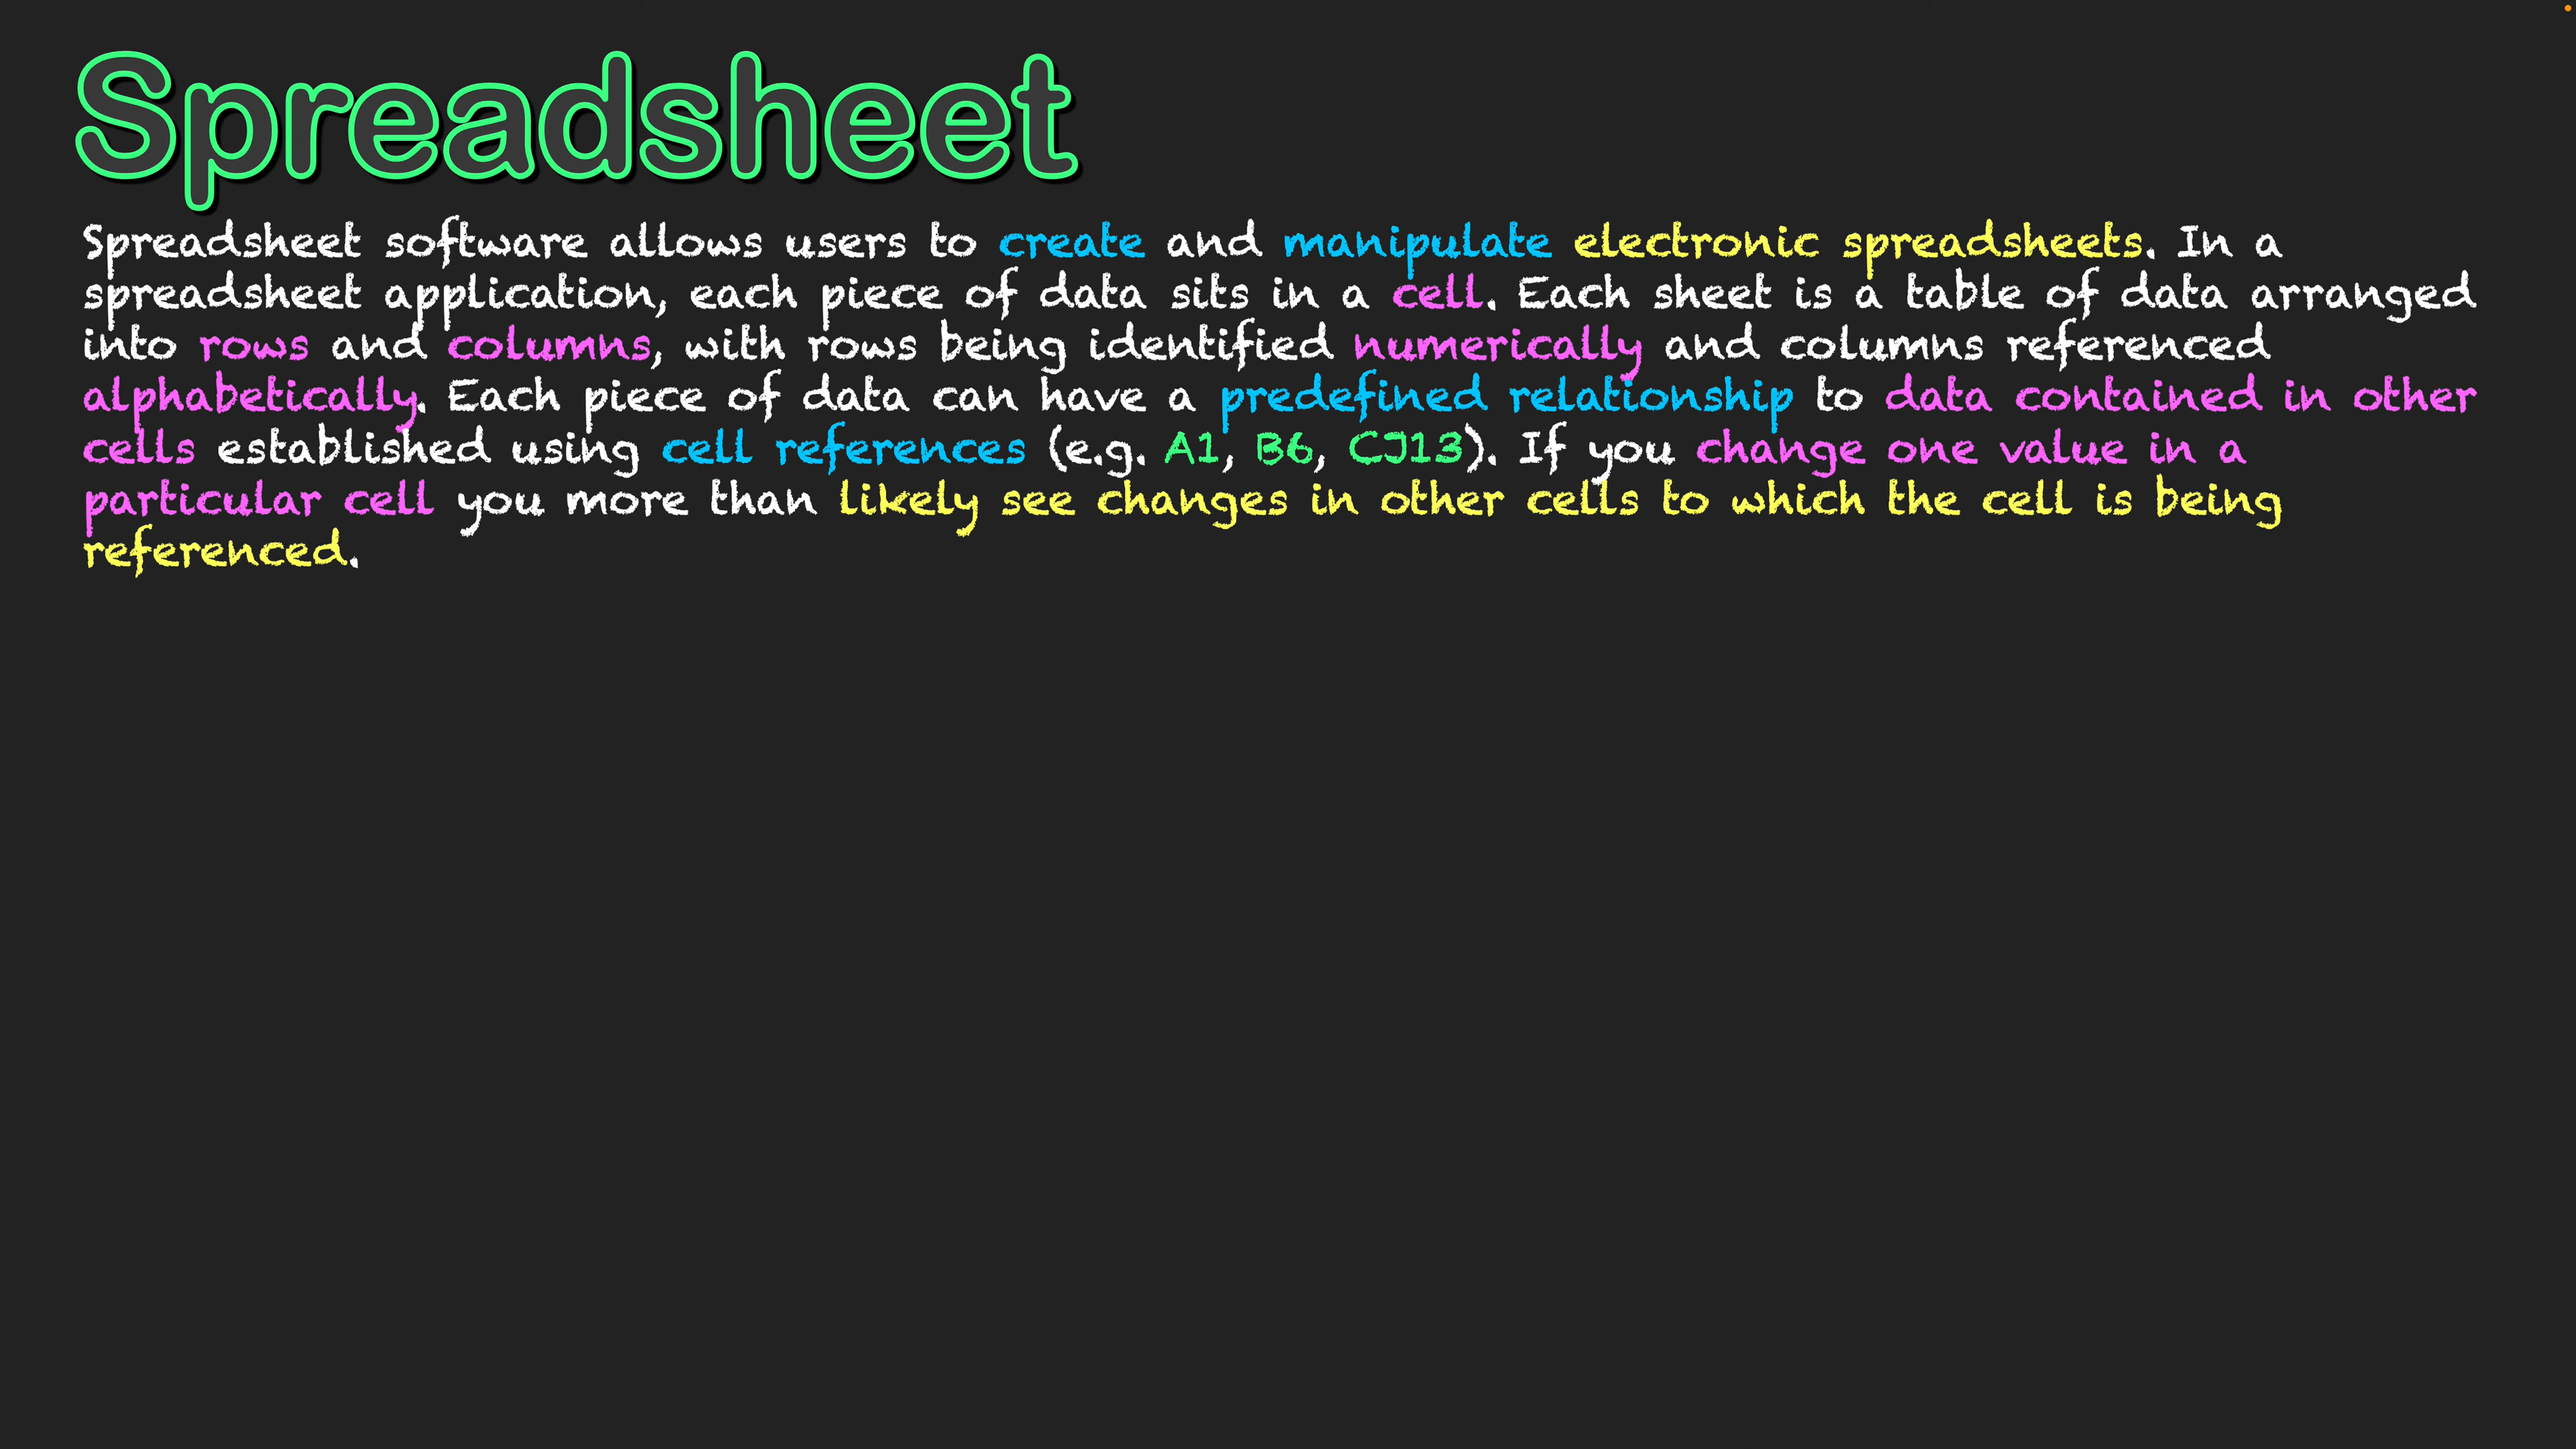 Spreadsheet
Spreadsheet software allows users to create and manipulate electronic spreadsheets. In a
spreadsheet application, each piece of data sits in a cell. Each sheet is a table of data arranged
into rows and columns, with rows being identified numerically and columns referenced
alphabetically. Each piece of data can have a predefined relationship to data contained in other
cells established using cell references (e.g. A1, B6, CJ13). If you change one value in a
particular cell you more than likely see changes in other cells to which the cell is being
referenced.